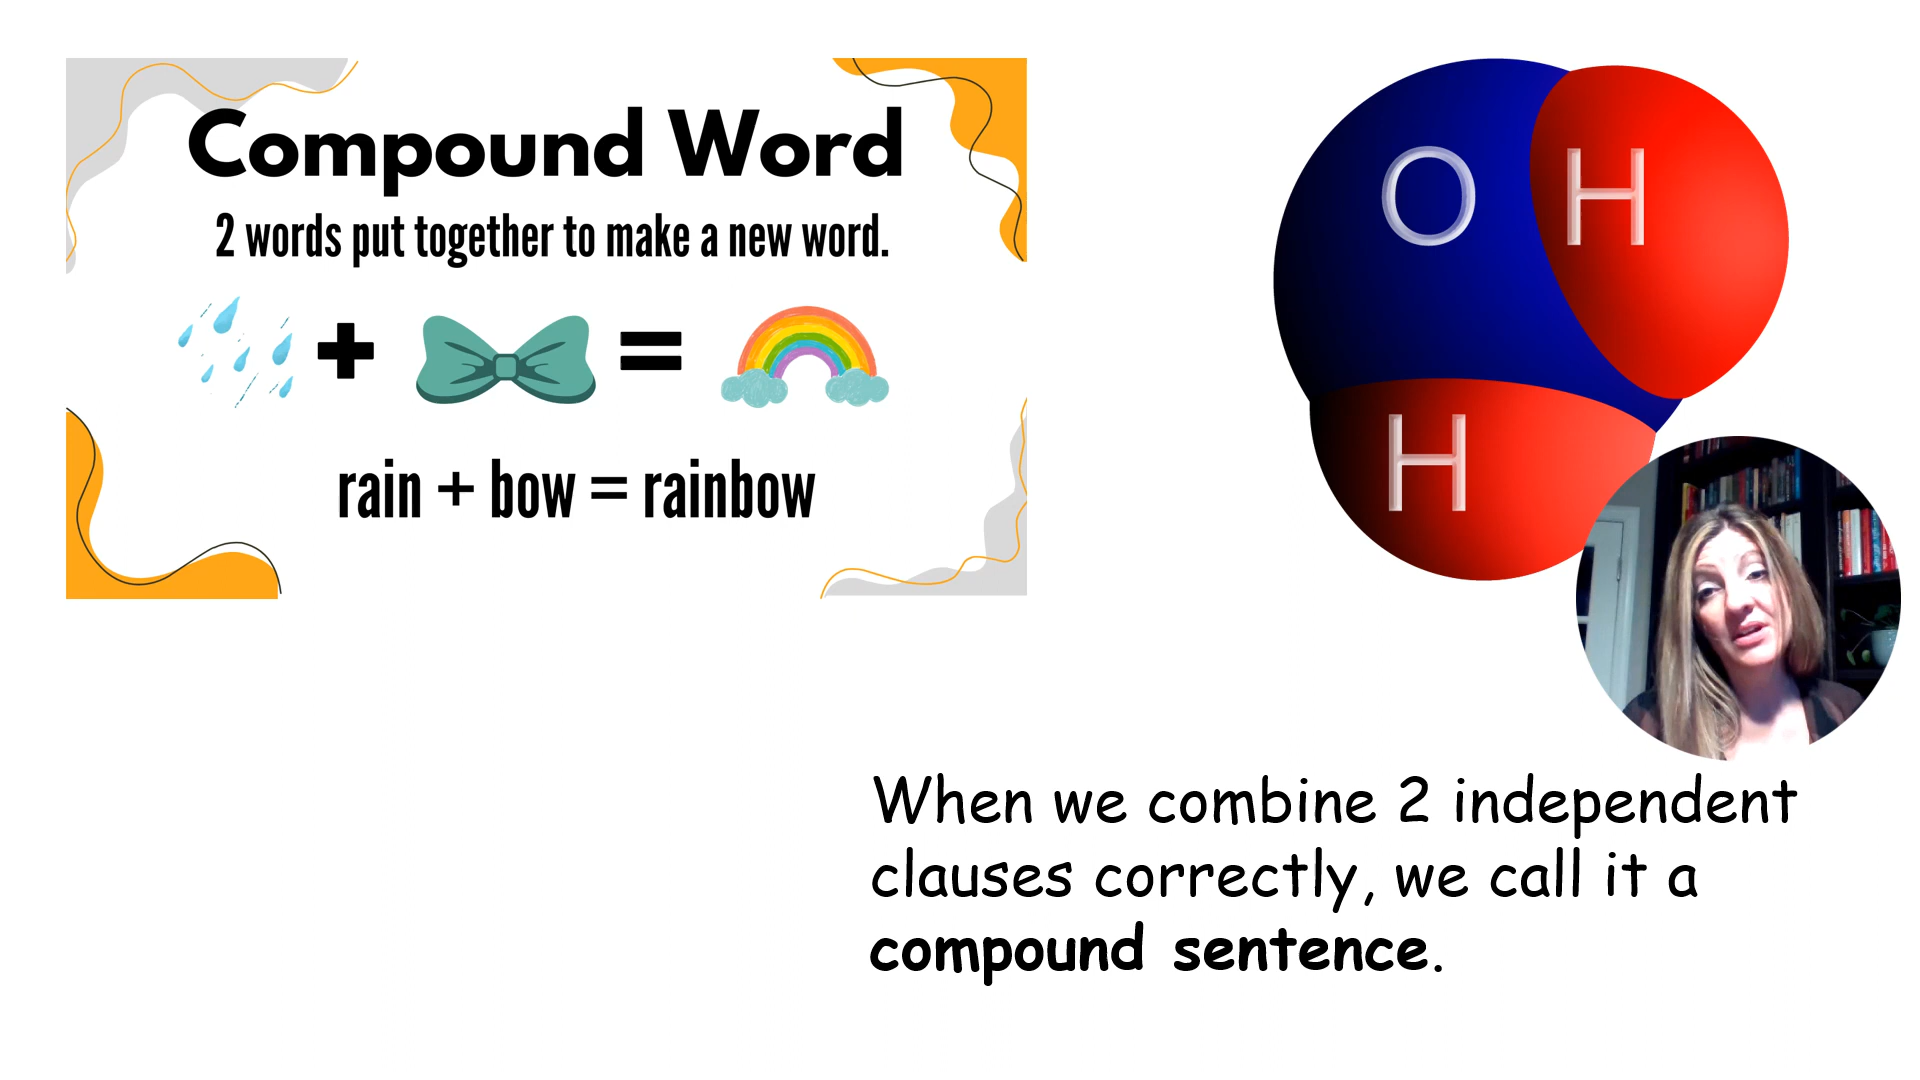 Compound Word
2 words put together to make a new word.
+ =
rain + bow = rainbow
O H
H
When we combine 2 independent
clauses correctly, we call it a
compound sentence.